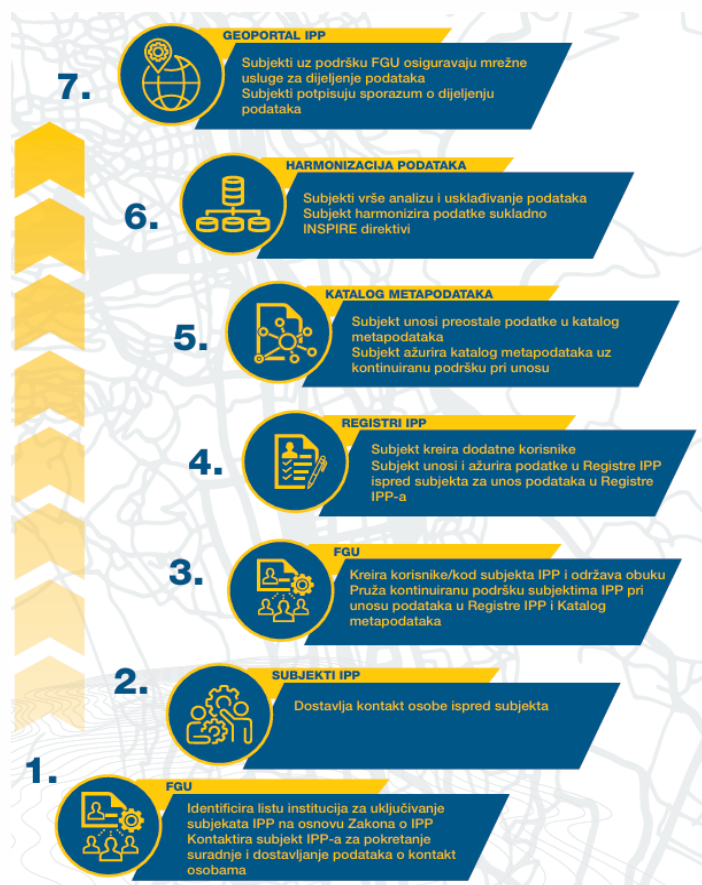 7.
GEOPORTAL IPP
Subjekti uz podršku FGU osiguravaju mrežne
usluge za dijeljenje podataka
Subjekti potpisuju sporazum o dijeljenju
podataka
6.
HARMONIZACIJA PODATAKA
Subjekti vrše analizu i usklađivanje podataka
Subjekt harmonizira podatke sukladno
INSPIRE direktivi
5.
KATALOG METAPODATAKA
Subjekt unosi preostale podatke u katalog
metapodataka
Subjekt ažurira katalog metapodataka uz
kontinuiranu podršku pri unosu
4.
REGISTRI IPP
Subjekt kreira dodatne korisnike
Subjekt unosi i ažurira podatke u Registre IPP
ispred subjekta za unos podataka u Registre
IPP-a
3.
FGU
Kreira korisnike/kod subjekta IPP i održava obuku
Pruža kontinuiranu podršku subjektima IPP pri
unosu podataka u Registre IPP i Katalog
metapodataka
2.
SUBJEKTI IPP
Dostavlja kontakt osobe ispred subjekta
1.
FGU
Identificira listu institucija za uključivanje
subjekata IPP na osnovu Zakona o IPP
Kontaktira subjekt IPP-a za pokretanje
suradnje i dostavljanje podataka o kontakt
osobama